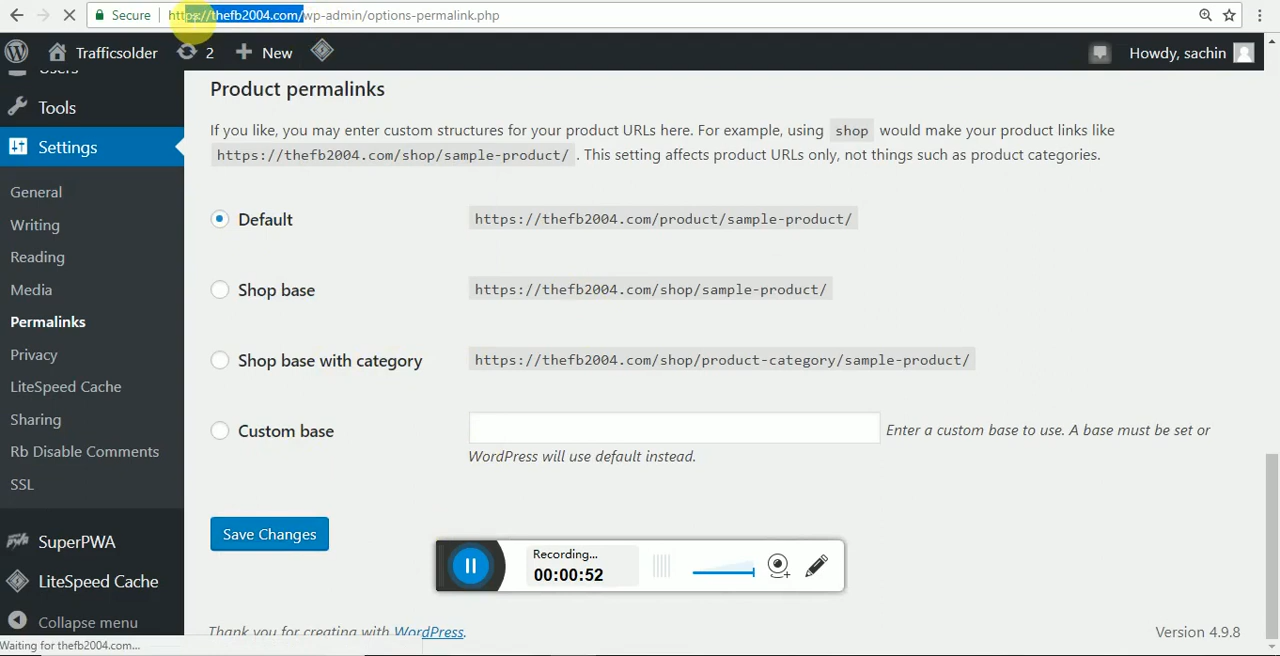 Secure
https://thefb2004.com/wp-admin/options-permalink.php
Trafficsolder
2
New
Howdy, sachin
Users
Tools
Settings
General
Writing
Reading
Media
Permalinks
Privacy
LiteSpeed Cache
Sharing
Rb Disable Comments
SSL
SuperPWA
LiteSpeed Cache
Collapse menu
Product permalinks
If you like, you may enter custom structures for your product URLs here. For example, using shop would make your product links like
https://thefb2004.com/shop/sample-product/ . This setting affects product URLs only, not things such as product categories.
Default https://thefb2004.com/product/sample-product/
Shop base https://thefb2004.com/shop/sample-product/
Shop base with category https://thefb2004.com/shop/product-category/sample-product/
Custom base Enter a custom base to use. A base must be set or
WordPress will use default instead.
Save Changes
Recording...
00:00:52
Thank you for creating with WordPress.
Version 4.9.8
Waiting for thefb2004.com...